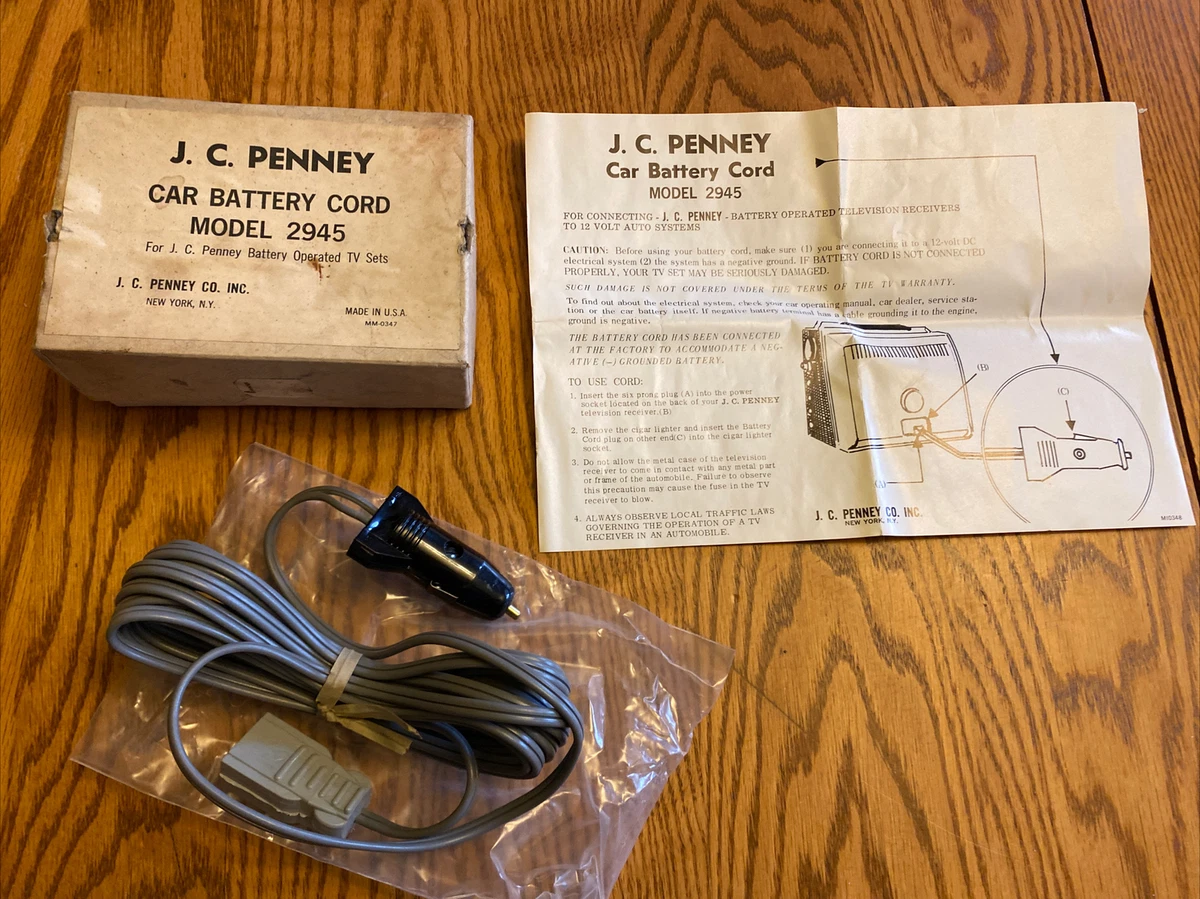 J. C. PENNEY
CAR BATTERY CORD
MODEL 2945
For J. C. Penney Battery Operated TV Sets
J. C. PENNEY CO. INC.
NEW YORK, N.Y.
MADE IN U.S.A.
MM-0347
J. C. PENNEY
Car Battery Cord
MODEL 2945
FOR CONNECTING - J. C. PENNEY - BATTERY OPERATED TELEVISION RECEIVERS
TO 12 VOLT AUTO SYSTEMS
CAUTION: Before using your battery cord, make sure (1) you are connecting it to a 12-volt DC
electrical system (2) the system has a negative ground. IF BATTERY CORD IS NOT CONNECTED
PROPERLY, YOUR TV SET MAY BE SERIOUSLY DAMAGED.
SUCH DAMAGE IS NOT COVERED UNDER THE TERMS OF THE TV WARRANTY.
To find out about the electrical system, check your car operating manual, car dealer, service sta-
tion or the car battery itself. If negative battery terminal has a cable grounding it to the engine,
ground is negative.
THE BATTERY CORD HAS BEEN CONNECTED
AT THE FACTORY TO ACCOMMODATE A NEG-
ATIVE (-) GROUNDED BATTERY.
TO USE CORD:
1. Insert the six prong plug (A) into the power
socket located on the back of your J. C. PENNEY
television receiver.(B)
2. Remove the cigar lighter and insert the Battery
Cord plug on other end(C) into the cigar lighter
socket.
3. Do not allow the metal case of the television
receiver to come in contact with any metal part
or frame of the automobile. Failure to observe
this precaution may cause the fuse in the TV
receiver to blow.
4. ALWAYS OBSERVE LOCAL TRAFFIC LAWS
GOVERNING THE OPERATION OF A TV
RECEIVER IN AN AUTOMOBILE.
(B)
(C)
(A)
J. C. PENNEY CO. INC.
NEW YORK, N.Y.
MI0348